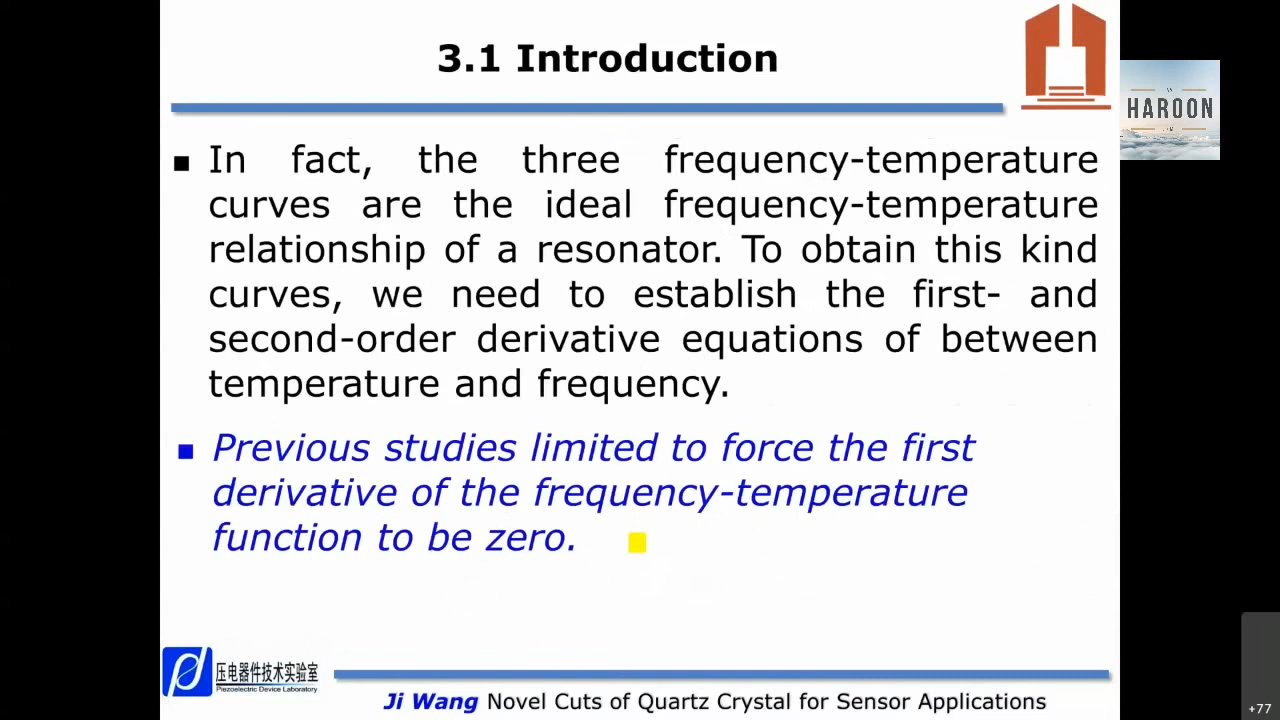 3.1 Introduction
HAROON
In fact, the three frequency-temperature
curves are the ideal frequency-temperature
relationship of a resonator. To obtain this kind
curves, we need to establish the first- and
second-order derivative equations of between
temperature and frequency.
Previous studies limited to force the first
derivative of the frequency-temperature
function to be zero.
压电器件技术实验室
Piezoelectric Device Laboratory
Ji Wang Novel Cuts of Quartz Crystal for Sensor Applications
+77